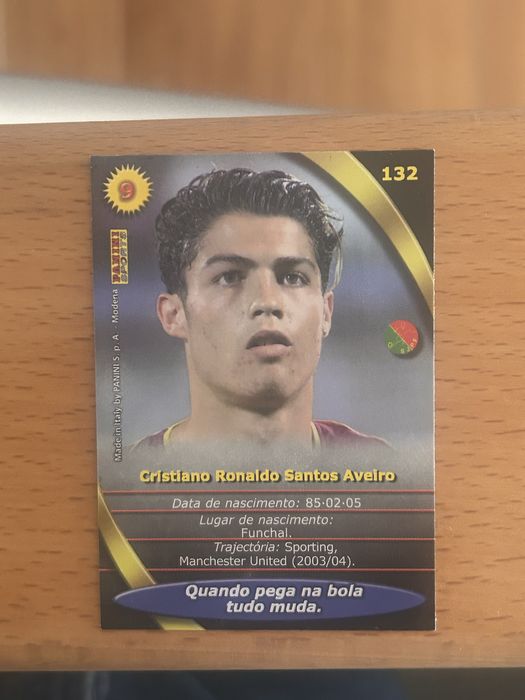 9
132
PANINI
SPORTS
Made in Italy by PANINI S. p. A. - Modena
Cristiano Ronaldo Santos Aveiro
Data de nascimento: 85·02·05
Lugar de nascimento:
Funchal.
Trajectória: Sporting,
Manchester United (2003/04).
Quando pega na bola
tudo muda.